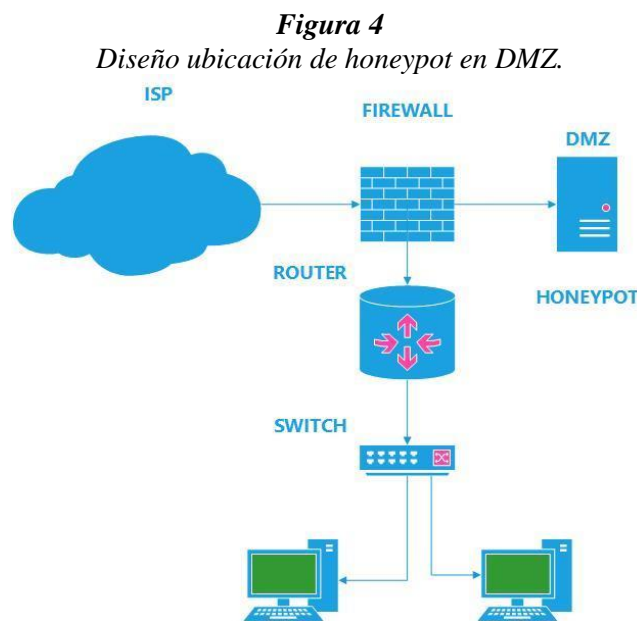 Figura 4
Diseño ubicación de honeypot en DMZ.
ISP
FIREWALL
DMZ
ROUTER
HONEYPOT
SWITCH